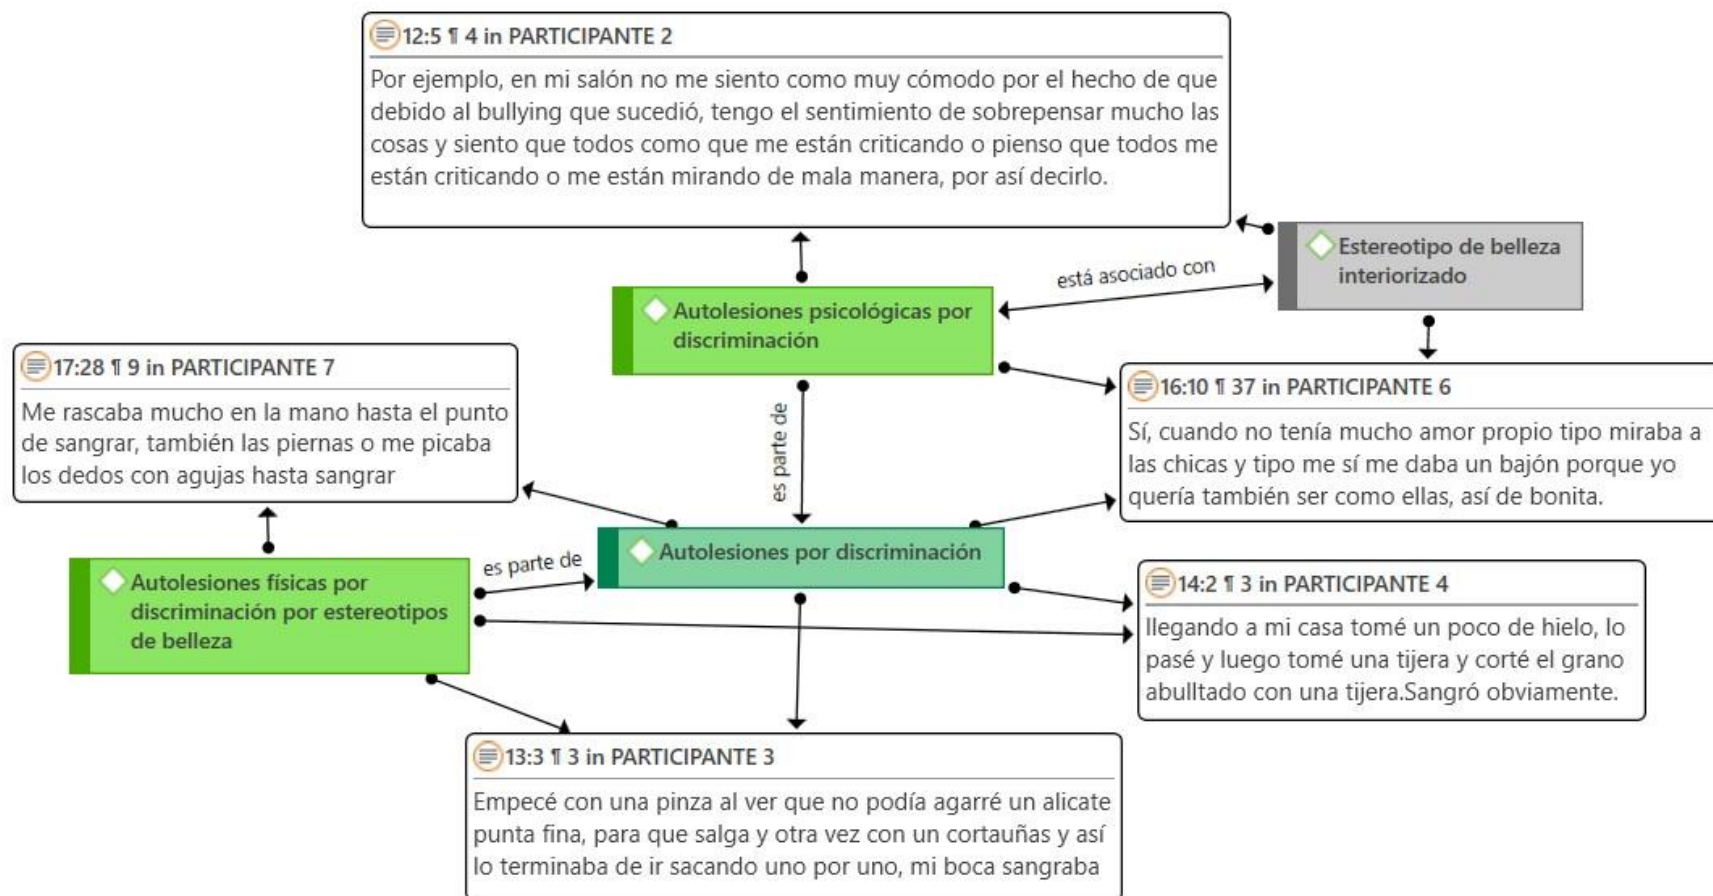 12:5 ¶ 4 in PARTICIPANTE 2
Por ejemplo, en mi salón no me siento como muy cómodo por el hecho de que
debido al bullying que sucedió, tengo el sentimiento de sobrepensar mucho las
cosas y siento que todos como que me están criticando o pienso que todos me
están criticando o me están mirando de mala manera, por así decirlo.
Estereotipo de belleza
interiorizado
está asociado con
Autolesiones psicológicas por
discriminación
17:28 ¶ 9 in PARTICIPANTE 7
Me rascaba mucho en la mano hasta el punto
de sangrar, también las piernas o me picaba
los dedos con agujas hasta sangrar
es parte de
16:10 ¶ 37 in PARTICIPANTE 6
Sí, cuando no tenía mucho amor propio tipo miraba a
las chicas y tipo me sí me daba un bajón porque yo
quería también ser como ellas, así de bonita.
Autolesiones por discriminación
es parte de
Autolesiones físicas por
discriminación por estereotipos
de belleza
14:2 ¶ 3 in PARTICIPANTE 4
llegando a mi casa tomé un poco de hielo, lo
pasé y luego tomé una tijera y corté el grano
abulltado con una tijera.Sangró obviamente.
13:3 ¶ 3 in PARTICIPANTE 3
Empecé con una pinza al ver que no podía agarré un alicate
punta fina, para que salga y otra vez con un cortauñas y así
lo terminaba de ir sacando uno por uno, mi boca sangraba